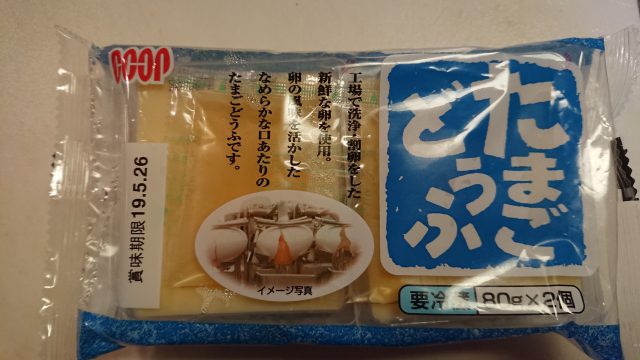 COOP
たまご
どうふ
工場で洗浄・割卵をした
新鮮な卵を使用。
卵の風味を活かした
なめらかな口あたりの
たまごどうふです。
賞味期限19.5.26
イメージ写真
要冷蔵 80g×2個